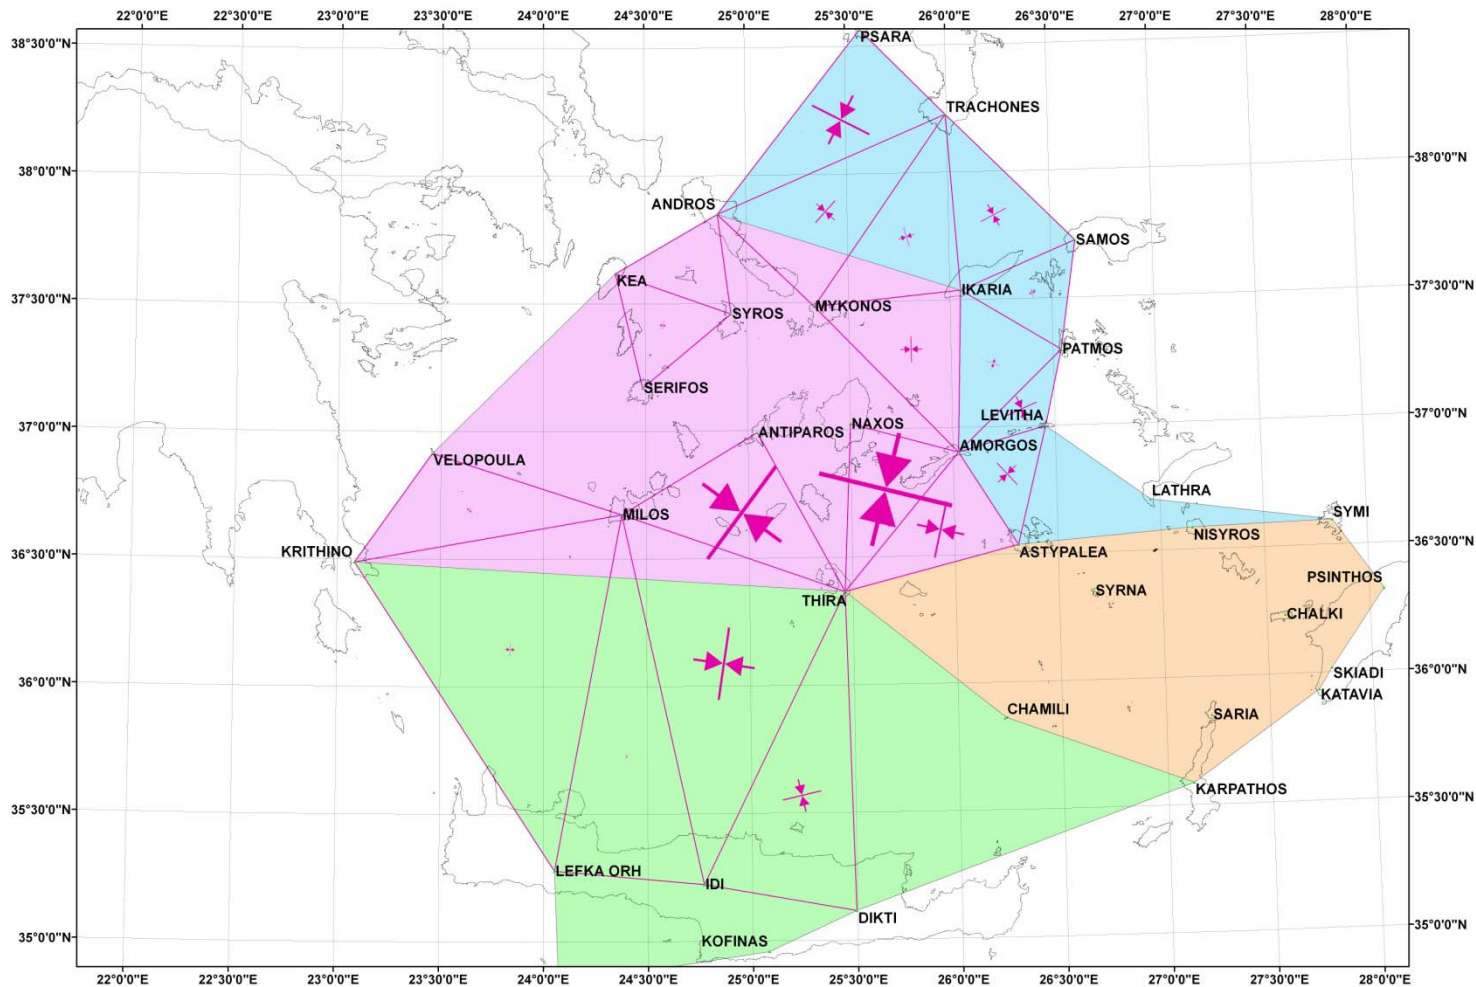 22°0'0"E 22°30'0"E 23°0'0"E 23°30'0"E 24°0'0"E 24°30'0"E 25°0'0"E 25°30'0"E 26°0'0"E 26°30'0"E 27°0'0"E 27°30'0"E 28°0'0"E
38°30'0"N
PSARA
TRACHONES
38°0'0"N 38°0'0"N
ANDROS
SAMOS
KEA
IKARIA
37°30'0"N 37°30'0"N
MYKONOS
SYROS
PATMOS
SERIFOS
LEVITHA
37°0'0"N 37°0'0"N
NAXOS
ANTIPAROS
AMORGOS
VELOPOULA
LATHRA
MILOS
SYMI
NISYROS
36°30'0"N 36°30'0"N
KRITHINO
ASTYPALEA
PSINTHOS
SYRNA
THIRA
CHALKI
36°0'0"N 36°0'0"N
SKIADI
KATAVIA
CHAMILI
SARIA
KARPATHOS
35°30'0"N 35°30'0"N
LEFKA ORH
IDI
DIKTI
35°0'0"N 35°0'0"N
KOFINAS
22°0'0"E 22°30'0"E 23°0'0"E 23°30'0"E 24°0'0"E 24°30'0"E 25°0'0"E 25°30'0"E 26°0'0"E 26°30'0"E 27°0'0"E 27°30'0"E 28°0'0"E